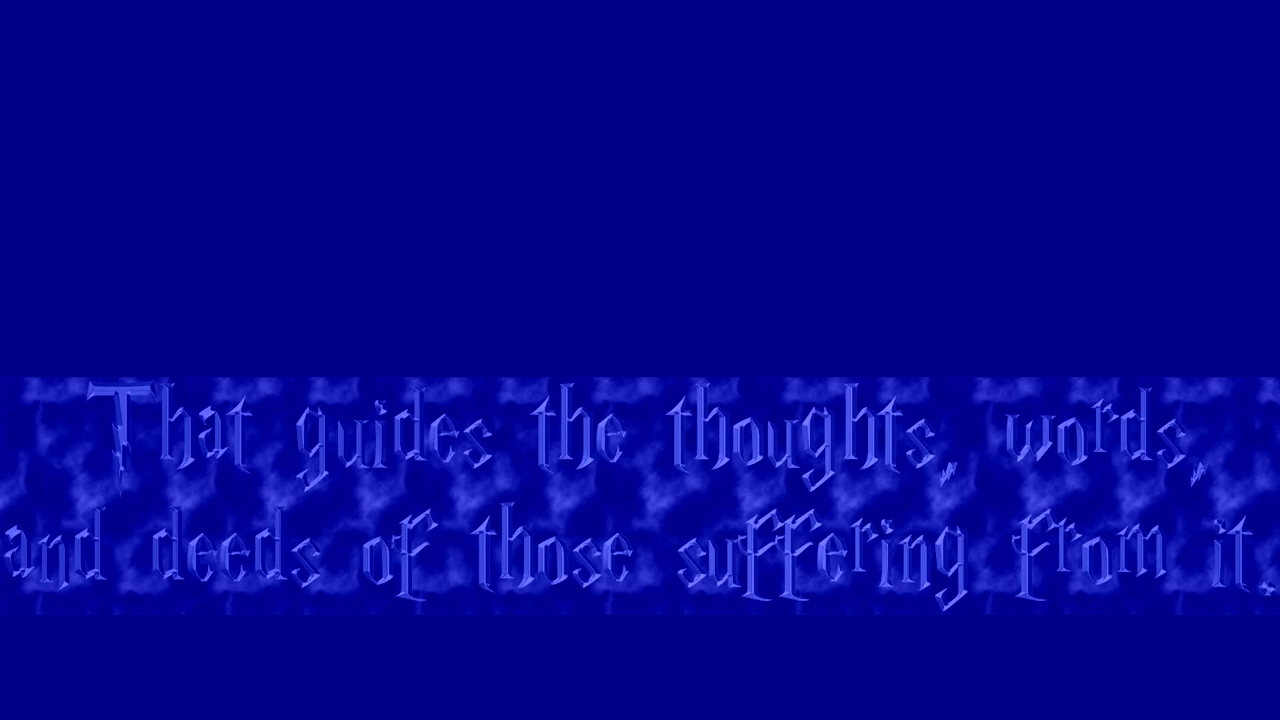 That guides the thoughts, words,
and deeds of those suffering from it.